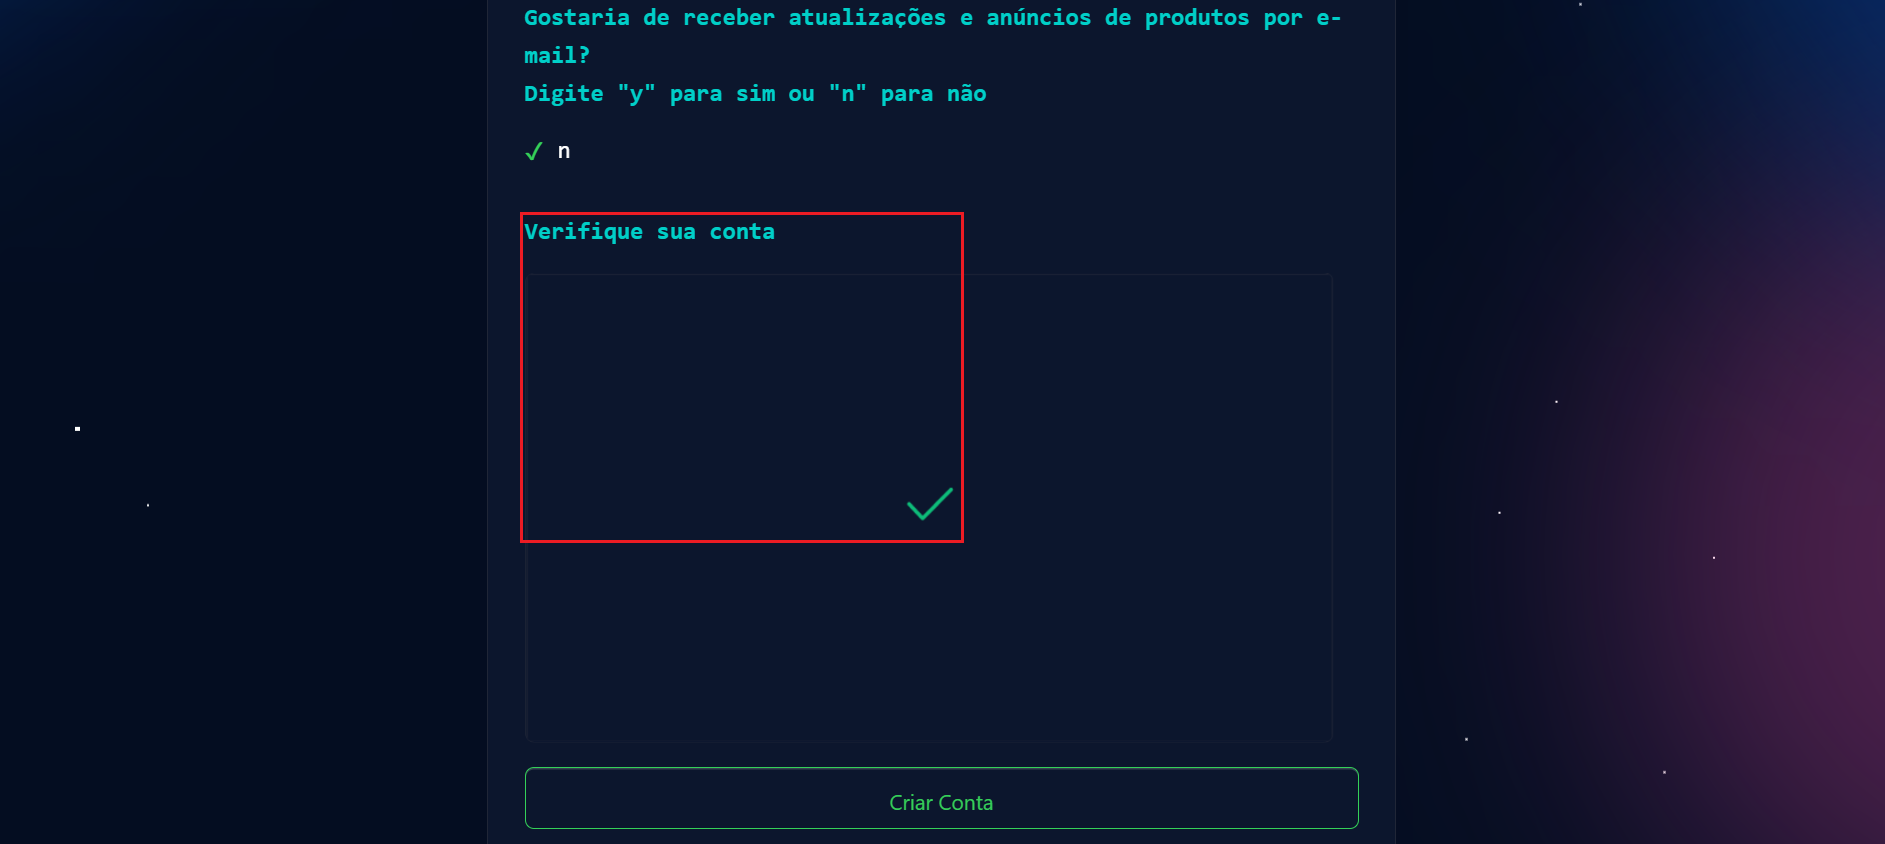 Gostaria de receber atualizações e anúncios de produtos por e-
mail?
Digite "y" para sim ou "n" para não
✓ n
Verifique sua conta
Criar Conta